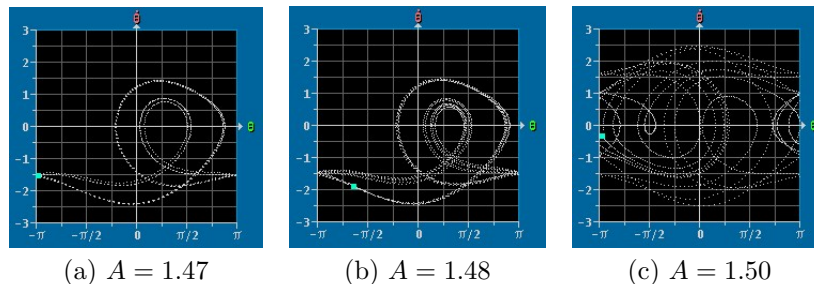 θ̇ θ̇ θ̇
3 3 3
2 2 2
1 1 1
0 θ 0 θ 0 θ
-1 -1 -1
-2 -2 -2
-3 -3 -3
-π -π/2 0 π/2 π -π -π/2 0 π/2 π -π -π/2 0 π/2 π
(a) A = 1.47 (b) A = 1.48 (c) A = 1.50